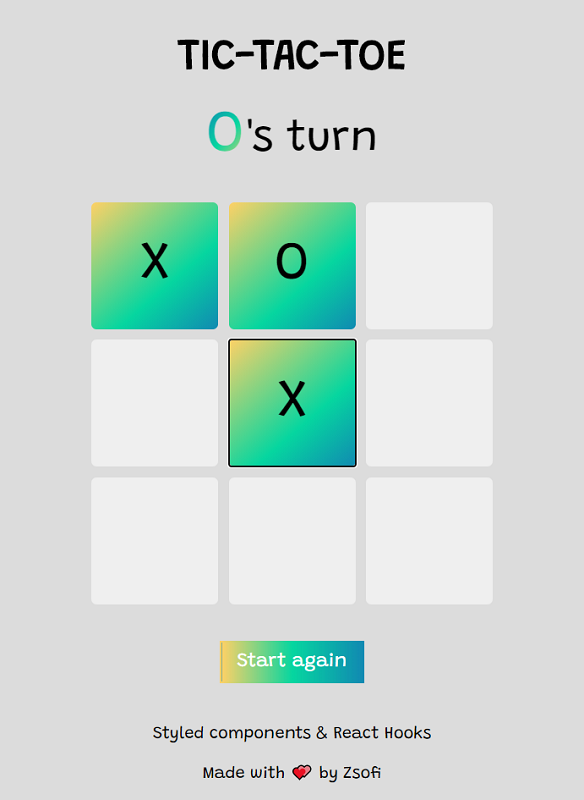 TIC-TAC-TOE
O's turn
X O
X
Start again
Styled components & React Hooks
Made with 💕 by Zsofi